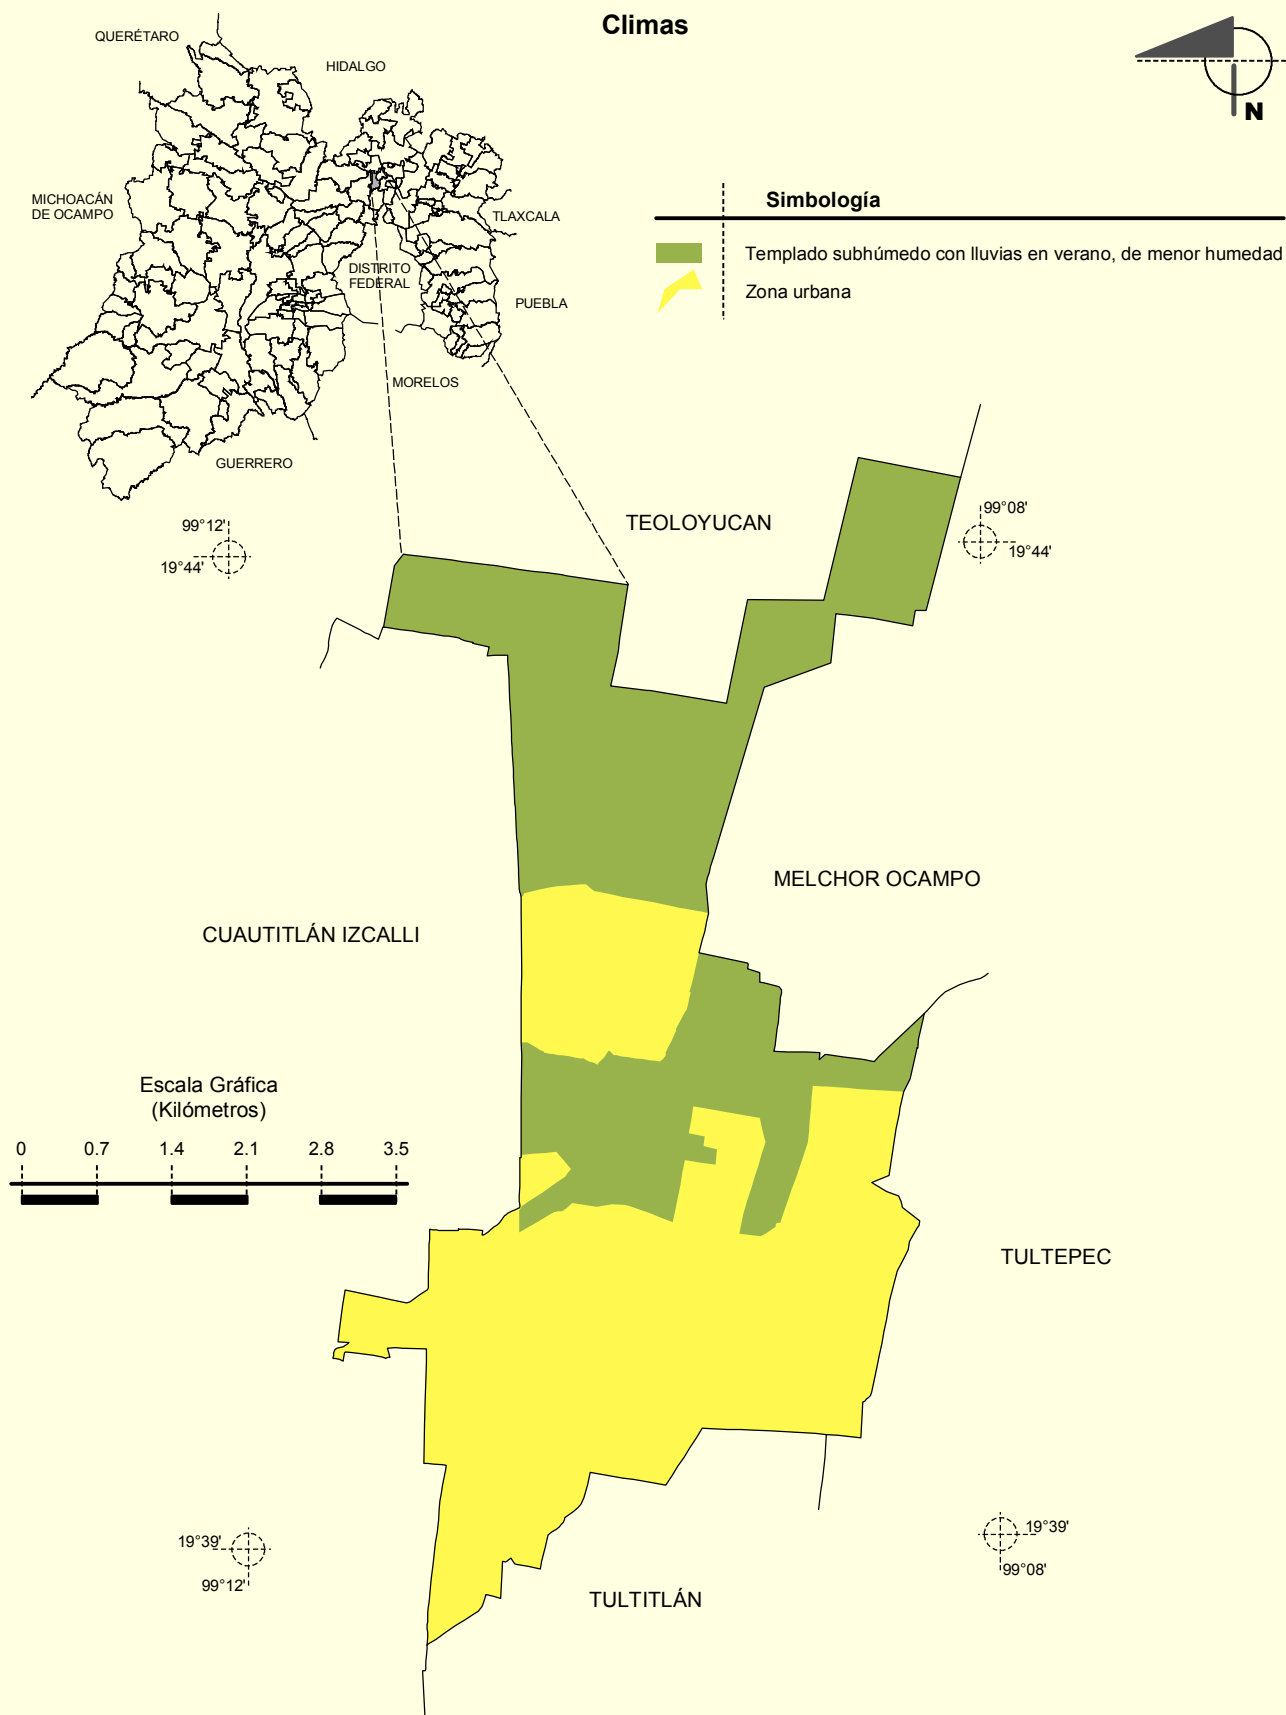 Climas
QUERÉTARO
HIDALGO
N
MICHOACÁN
DE OCAMPO
TLAXCALA
DISTRITO
FEDERAL
PUEBLA
MORELOS
GUERRERO
Simbología
Templado subhúmedo con lluvias en verano, de menor humedad
Zona urbana
99°12'
19°44'
TEOLOYUCAN
99°08'
19°44'
MELCHOR OCAMPO
CUAUTITLÁN IZCALLI
Escala Gráfica
(Kilómetros)
0 0.7 1.4 2.1 2.8 3.5
TULTEPEC
19°39'
99°12'
19°39'
99°08'
TULTITLÁN